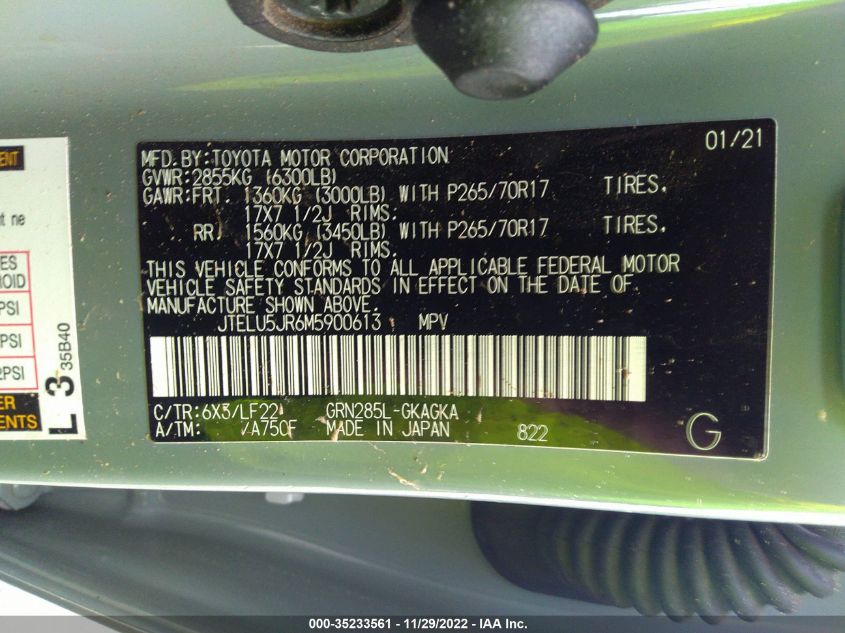 01/21
MFD.BY:TOYOTA MOTOR CORPORATION
GVWR:2855KG (6300LB)
GAWR:FRT. 1360KG (3000LB) WITH P265/70R17 TIRES.
17X7 1/2J RIMS.
RR. 1560KG (3450LB) WITH P265/70R17 TIRES.
17X7 1/2J RIMS.
THIS VEHICLE CONFORMS TO ALL APPLICABLE FEDERAL MOTOR
VEHICLE SAFETY STANDARDS IN EFFECT ON THE DATE OF
MANUFACTURE SHOWN ABOVE.
JTELU5JR6M5900613 MPV
C/TR:6X3/LF22 GRN285L-GKAGKA
A/TM: /A750F MADE IN JAPAN 822
G
L 3
35B40
PSI
PSI
2PSI
000-35233561 - 11/29/2022 - IAA Inc.